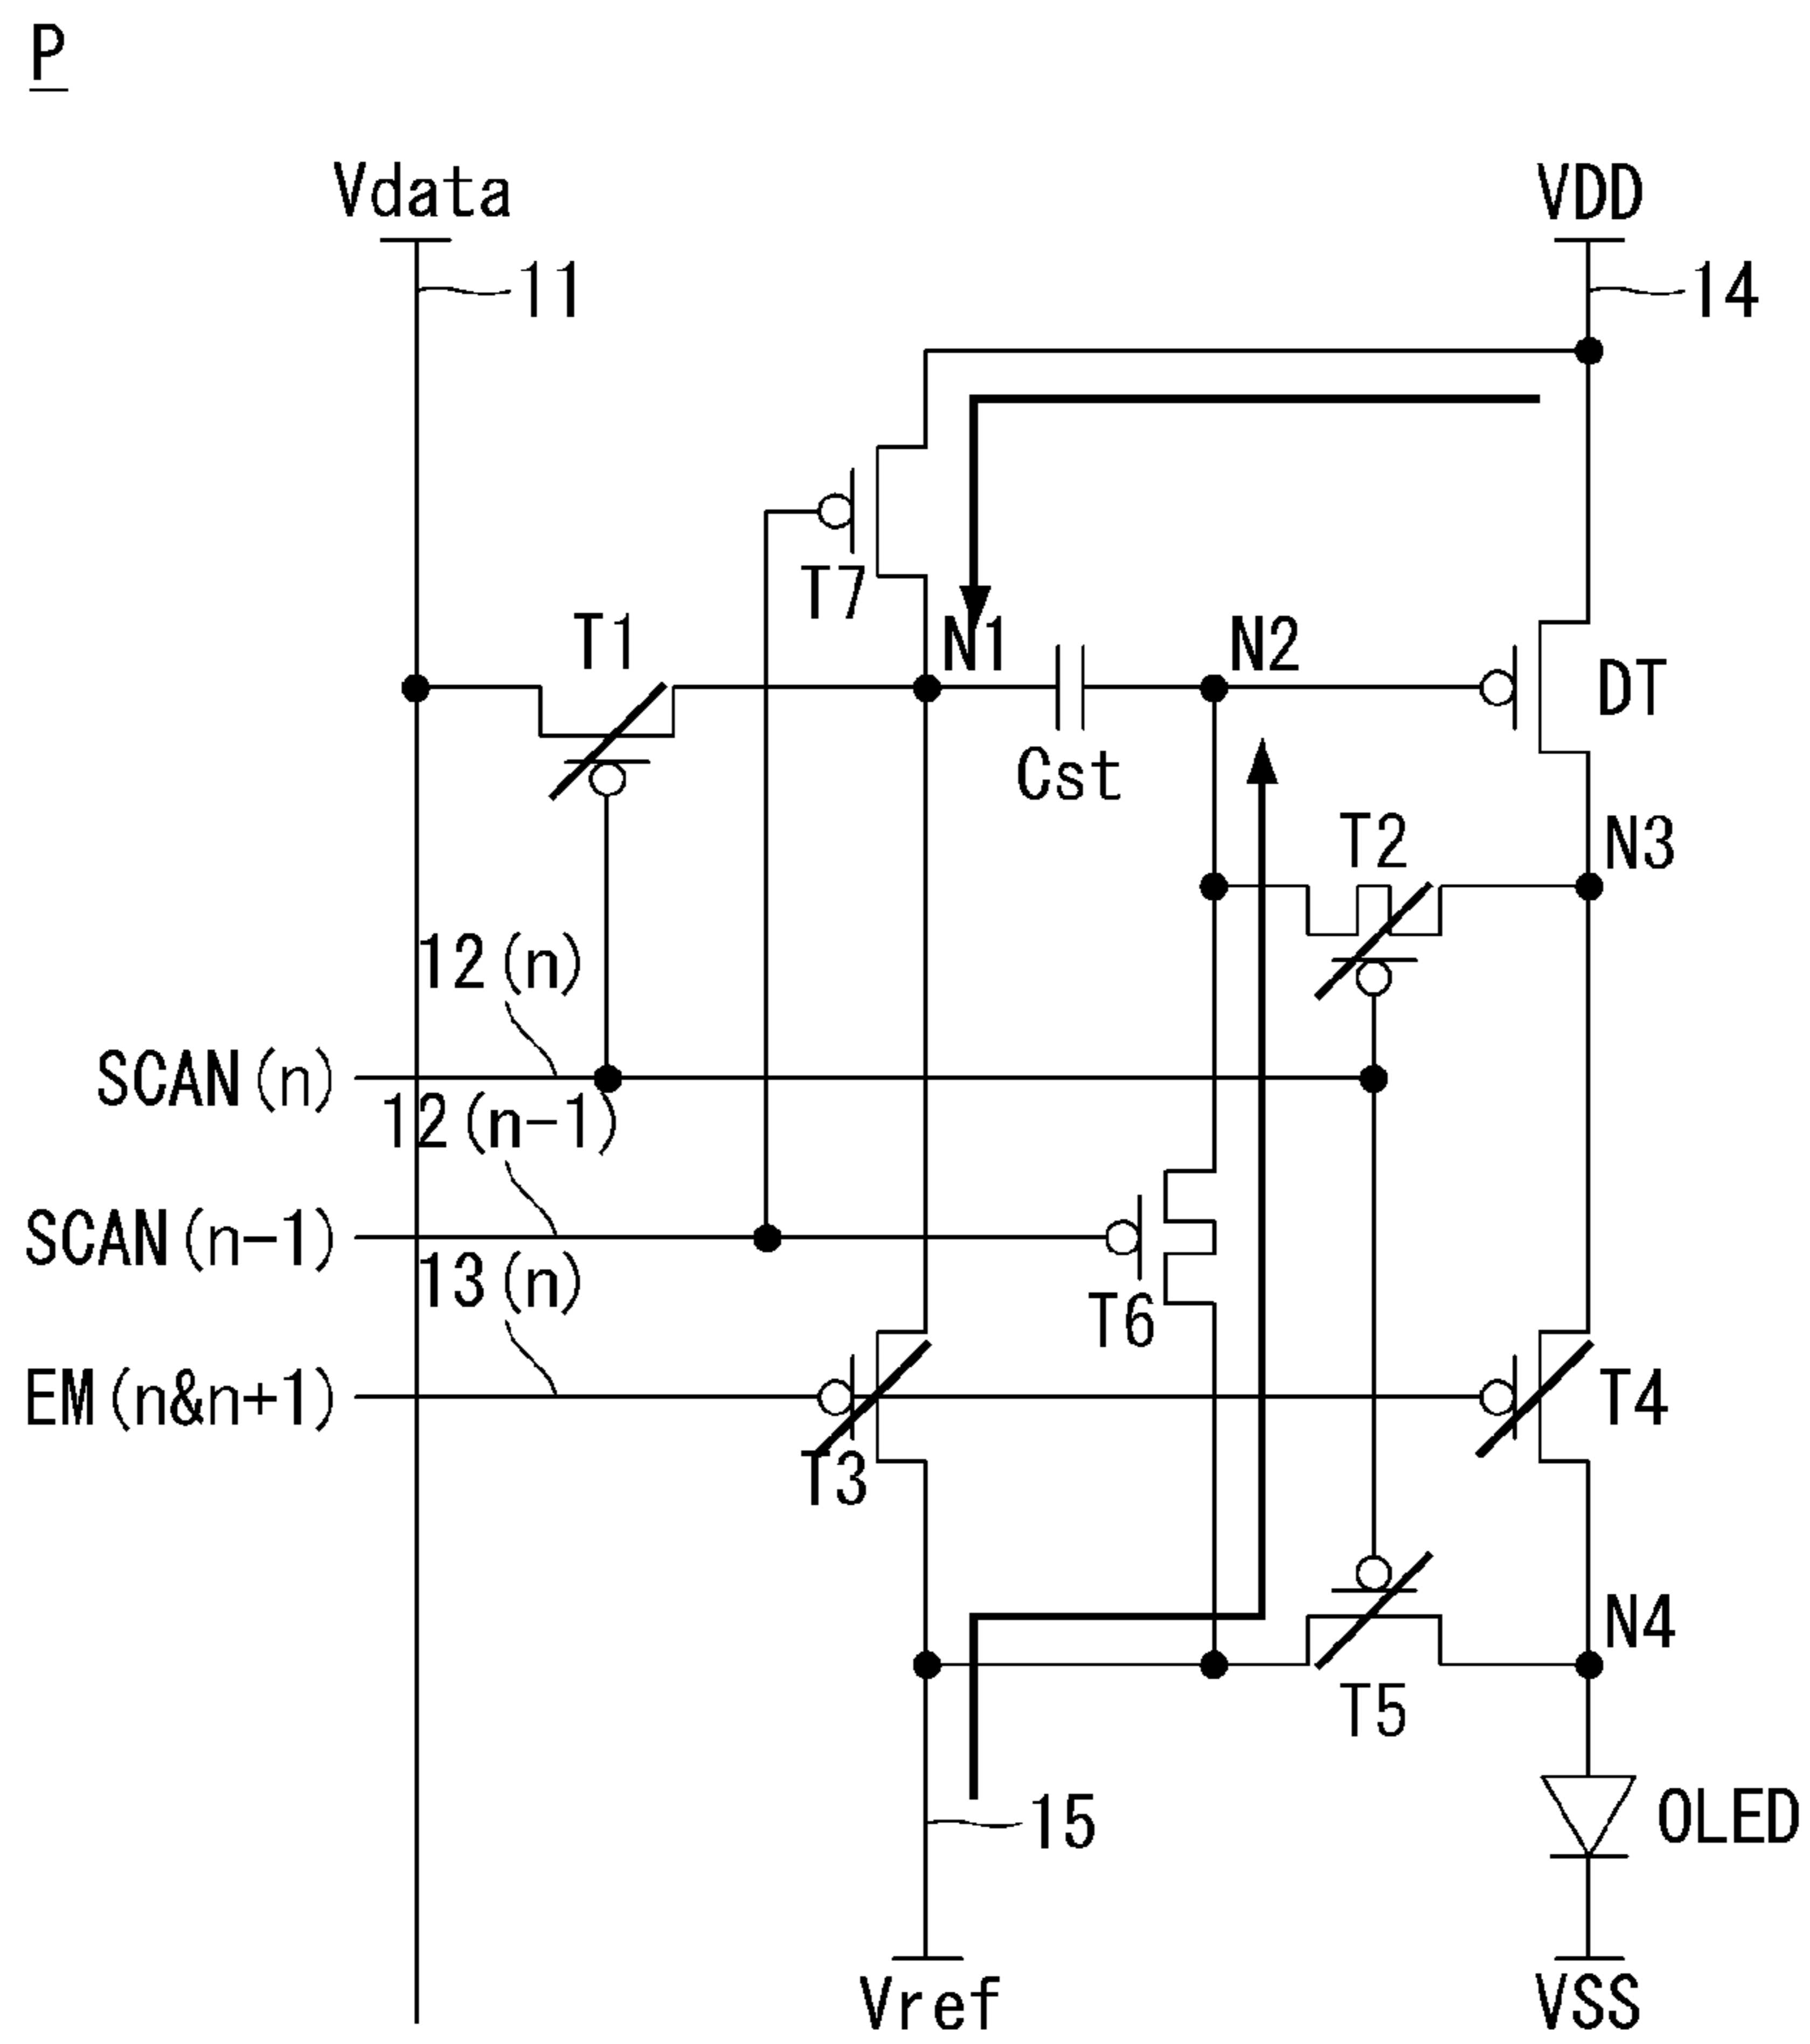 P
Vdata
VDD
11
14
T7
T1
N1
N2
DT
Cst
T2
N3
12(n)
SCAN(n)
12(n-1)
SCAN(n-1)
13(n)
T6
EM(n&n+1)
T4
T3
N4
T5
15
OLED
Vref
VSS